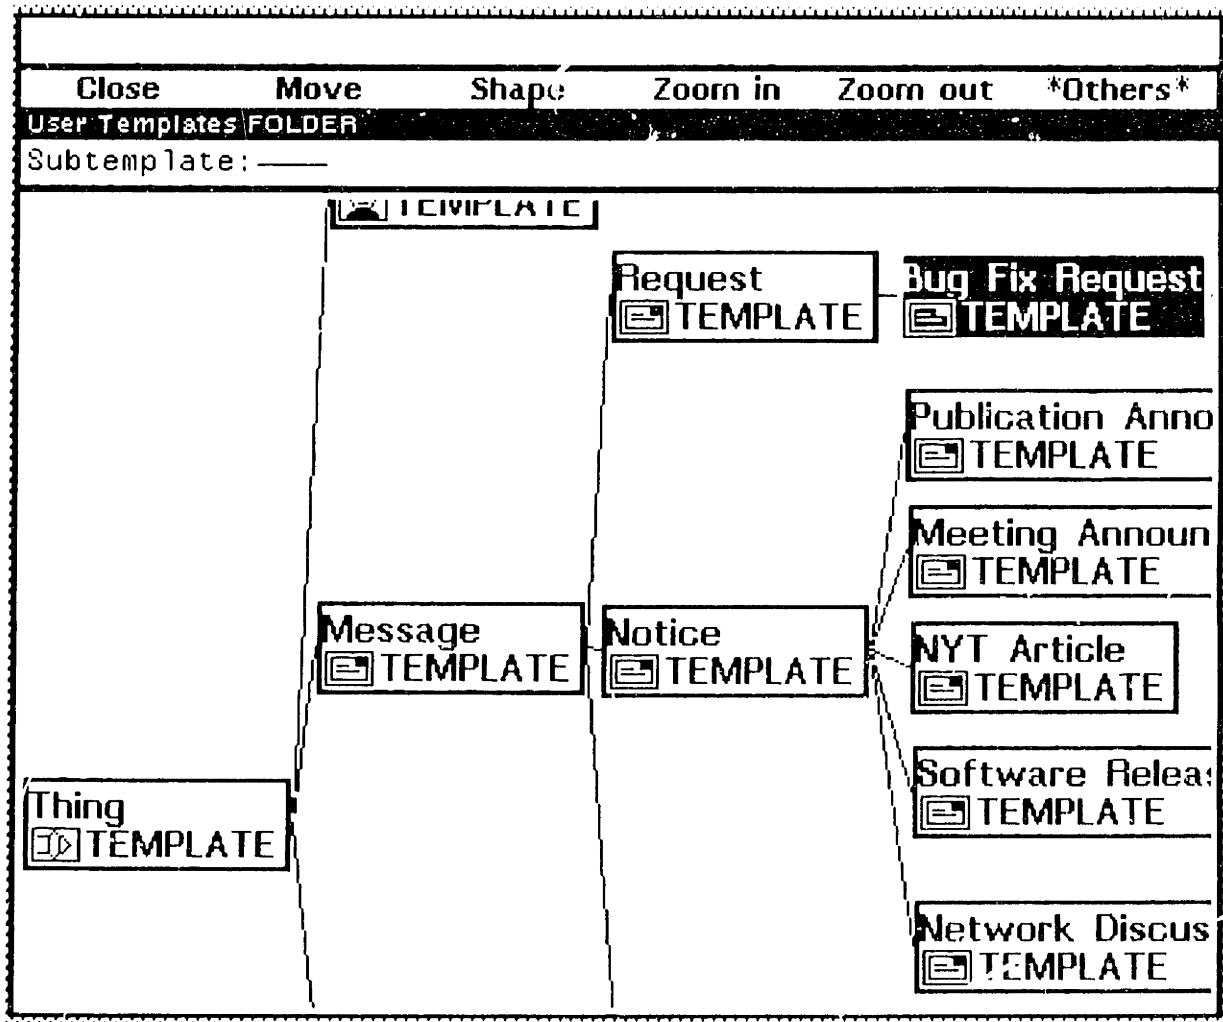 Close Move Shape Zoom in Zoom out *Others*
User Templates FOLDER
Subtemplate:
TEMPLATE
Request
TEMPLATE
Bug Fix Request
TEMPLATE
Publication Anno
TEMPLATE
Meeting Announ
TEMPLATE
Message
TEMPLATE
Notice
TEMPLATE
NYT Article
TEMPLATE
Software Releas
TEMPLATE
Thing
TEMPLATE
Network Discus
TEMPLATE